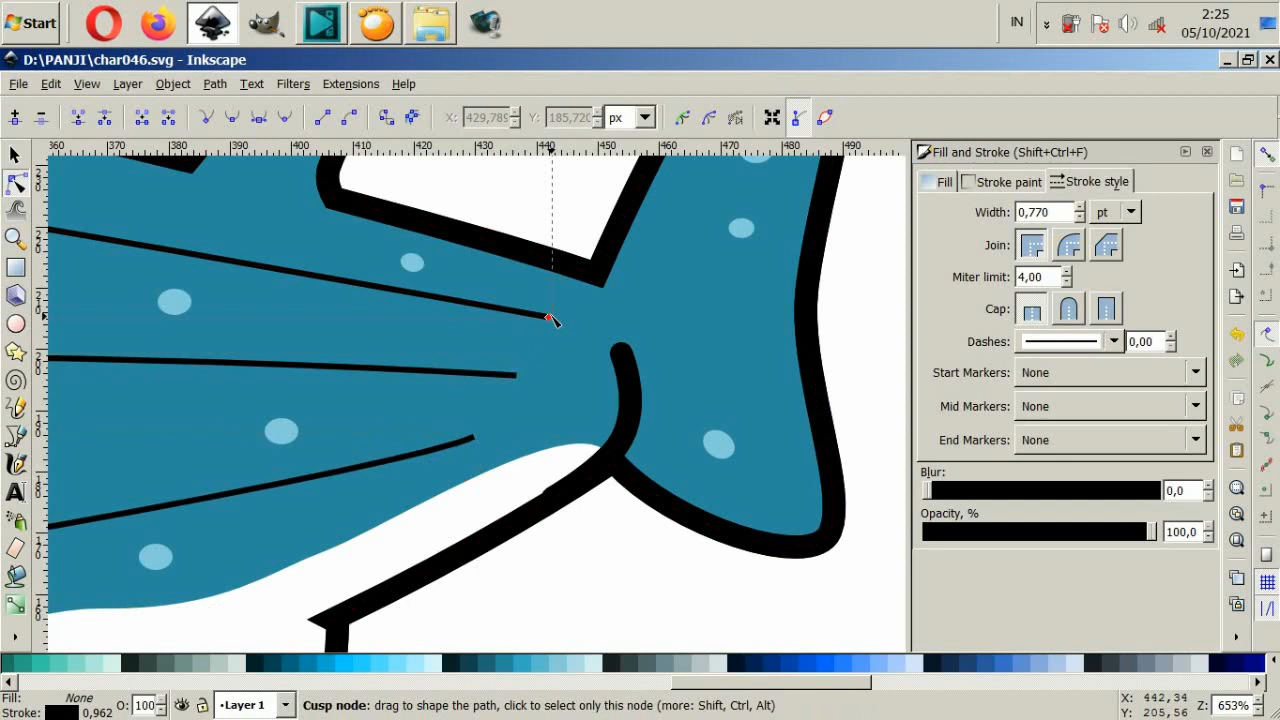 Start
IN
2:25
05/10/2021
D:\PANJI\char046.svg - Inkscape
File Edit View Layer Object Path Text Filters Extensions Help
X: 429,789 Y: 185,720 px
360 370 380 390 400 410 420 430 440 450 460 470 480 490
Fill and Stroke (Shift+Ctrl+F)
Fill Stroke paint Stroke style
Width: 0,770 pt
Join:
Miter limit: 4,00
Cap:
Dashes: 0,00
Start Markers: None
Mid Markers: None
End Markers: None
Blur:
0,0
Opacity, %
100,0
Fill: None
Stroke: 0,962
O: 100
Layer 1
Cusp node: drag to shape the path, click to select only this node (more: Shift, Ctrl, Alt)
X: 442,34
Y: 205,56
Z: 653%